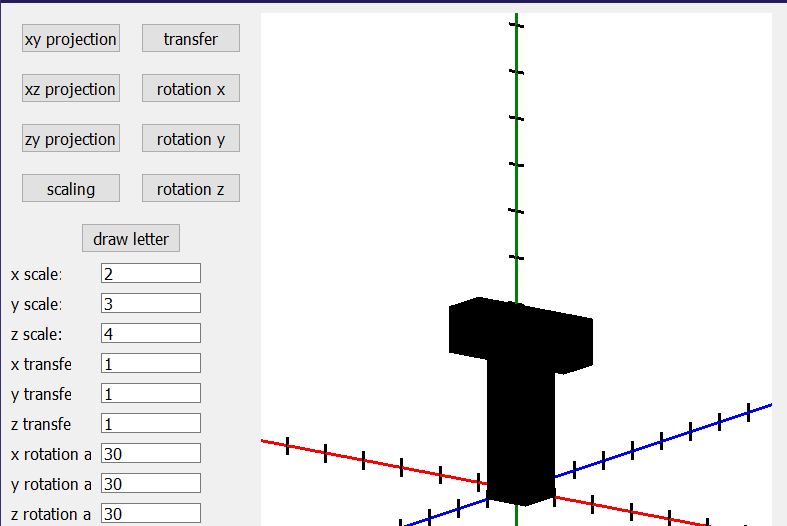 xy projection transfer
xz projection rotation x
zy projection rotation y
scaling rotation z
draw letter
x scale: 2
y scale: 3
z scale: 4
x transfe 1
y transfe 1
z transfe 1
x rotation a 30
y rotation a 30
z rotation a 30